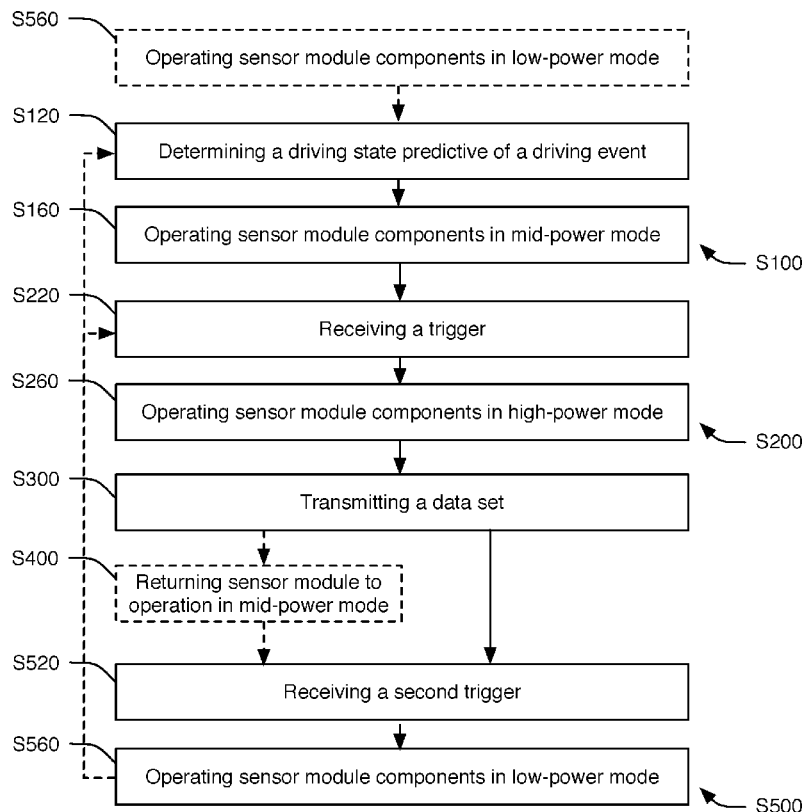 S560
Operating sensor module components in low-power mode
S120
Determining a driving state predictive of a driving event
S160
Operating sensor module components in mid-power mode
S100
S220
Receiving a trigger
S260
Operating sensor module components in high-power mode
S200
S300
Transmitting a data set
S400
Returning sensor module to
operation in mid-power mode
S520
Receiving a second trigger
S560
Operating sensor module components in low-power mode
S500